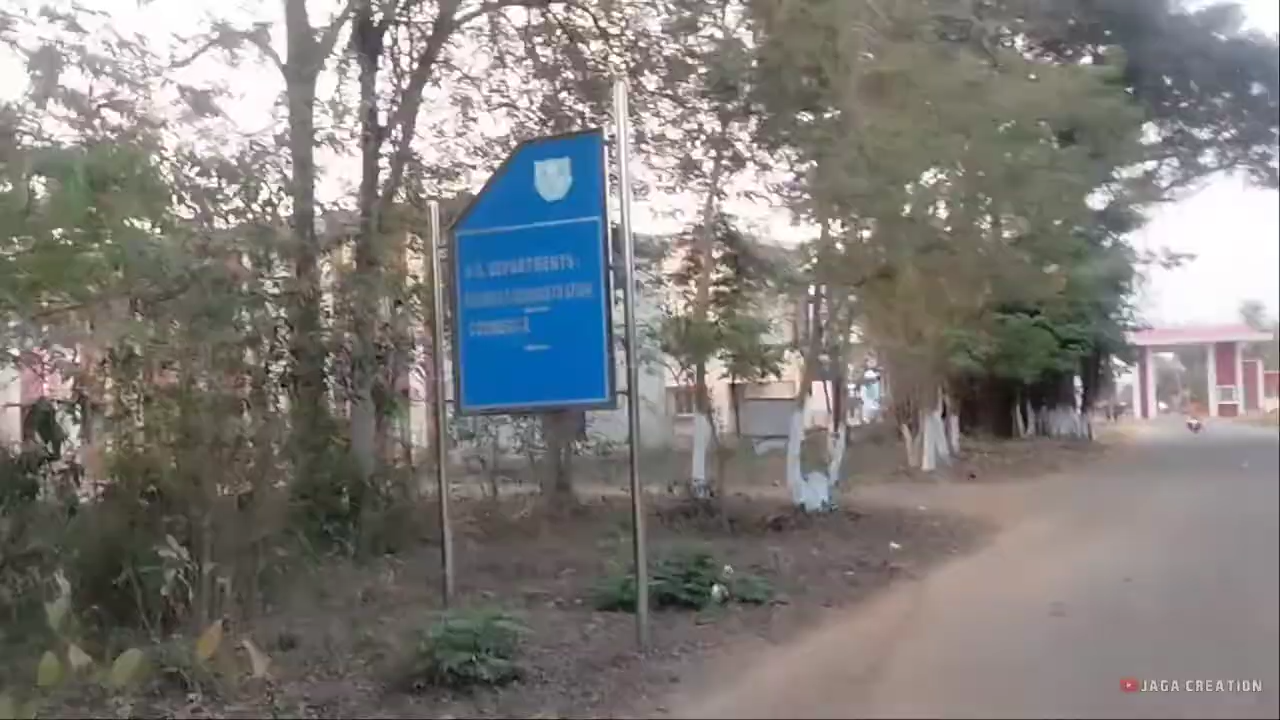 P.G. DEPARTMENTS:
BUSINESS ADMINISTRATION
COMMERCE
JAGA CREATION